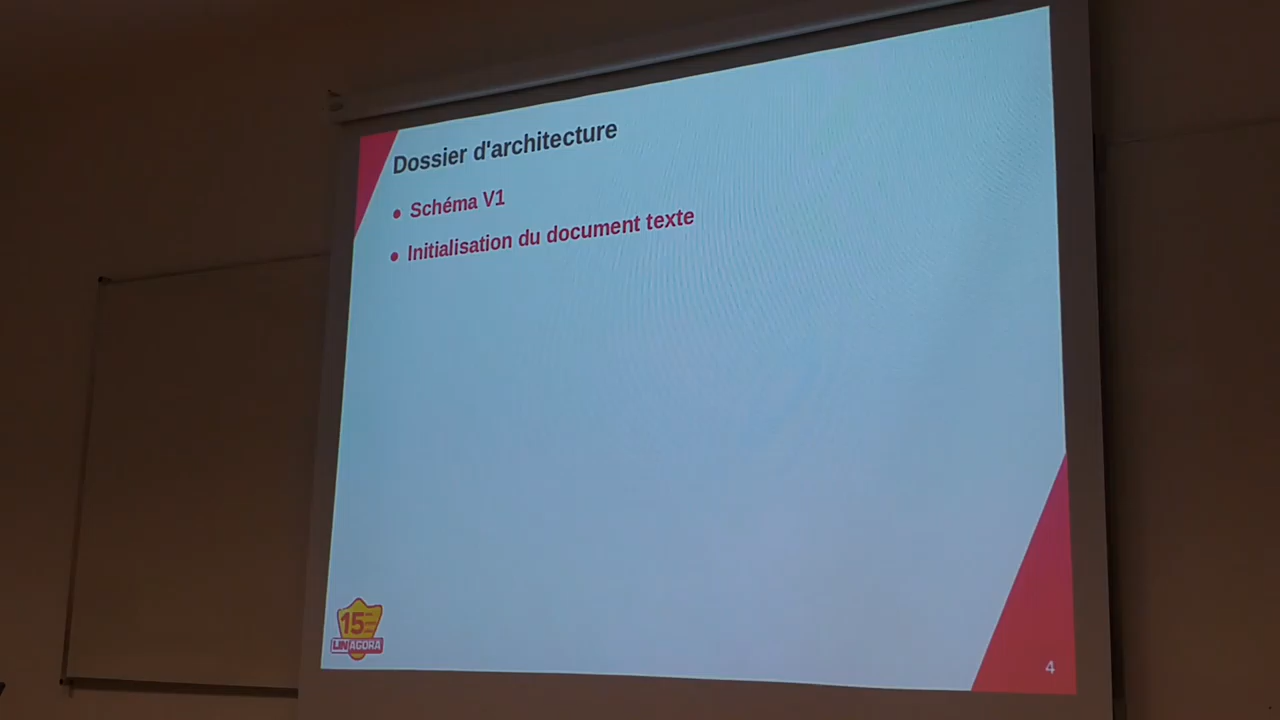 Dossier d'architecture
• Schéma V1
• Initialisation du document texte
15
LINAGORA
4